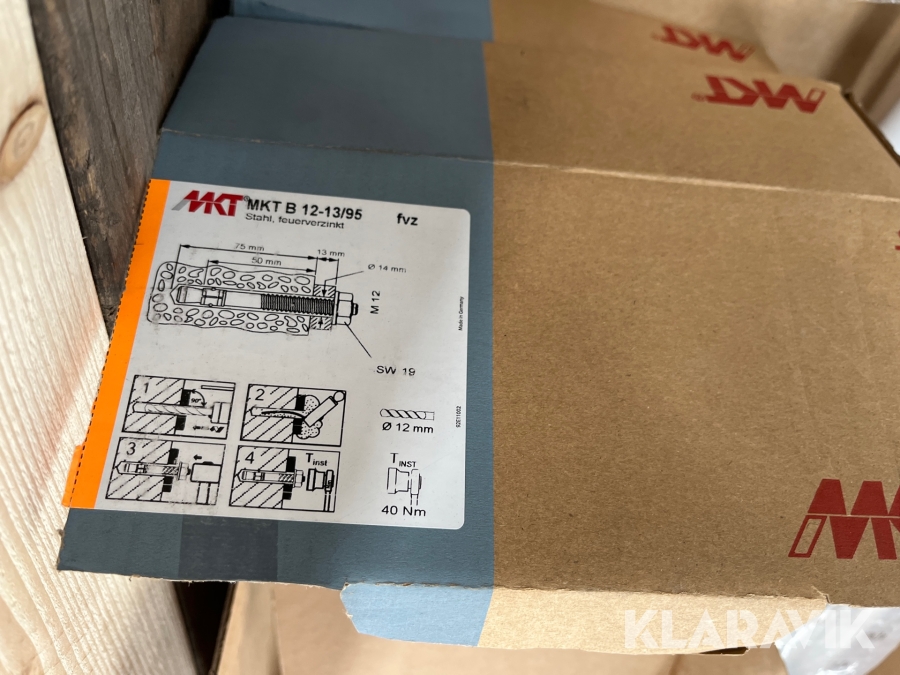 MKT
MKT®
MKT® MKT B 12-13/95 fvz
Stahl, feuerverzinkt
75 mm
13 mm
50 mm
Ø 14 mm
M 12
SW 19
Made in Germany
1
90°
2
Ø 12 mm
3
4
TINST
TINST
40 Nm
MKT
KLARAVIK